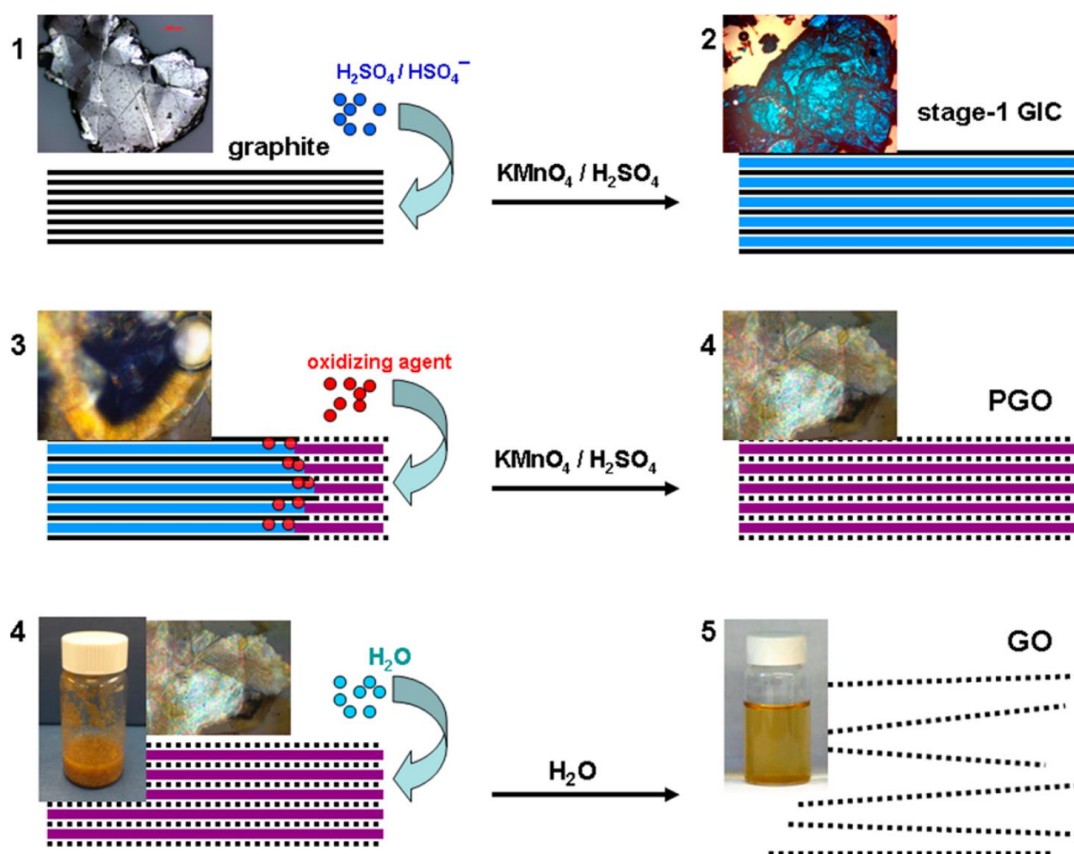 1
H₂SO₄ / HSO₄⁻
graphite
KMnO₄ / H₂SO₄
2
stage-1 GIC
3
oxidizing agent
KMnO₄ / H₂SO₄
4
PGO
4
H₂O
H₂O
5
GO